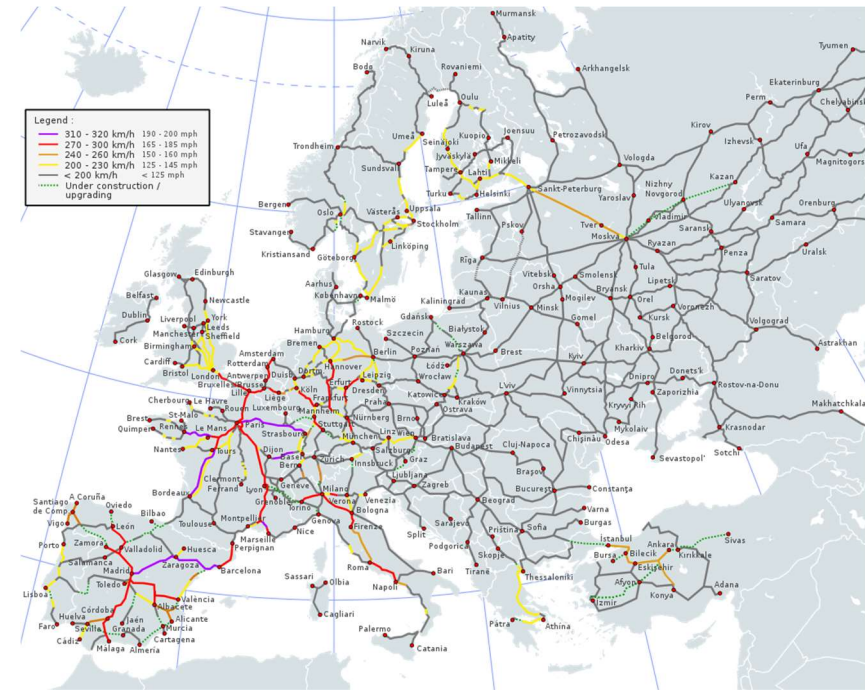 Legend :
310 - 320 km/h 190 - 200 mph
270 - 300 km/h 165 - 185 mph
240 - 260 km/h 150 - 160 mph
200 - 230 km/h 125 - 145 mph
< 200 km/h < 125 mph
Under construction /
upgrading
Murmansk
Apatity
Narvik
Kiruna
Tyumen
Bodø
Rovaniemi
Arkhangelsk
Ekaterinburg
Perm
Luleå
Oulu
Chelyabinsk
Umeå
Kuopio
Joensuu
Petrozavodsk
Kirov
Izhevsk
Seinäjoki
Trondheim
Jyväskylä
Mikkeli
Ufa
Magnitogorsk
Sundsvall
Tampere
Lahti
Vologda
Kazan
Turku
Helsinki
Sankt-Peterburg
Nizhny
Novgorod
Yaroslav
Bergen
Oslo
Västerås
Uppsala
Tallinn
Ulyanovsk
Orenburg
Stockholm
Pskov
Tver
Vladimir
Samara
Stavanger
Moskva
Saransk
Linköping
Ryazan
Kristiansand
Göteborg
Penza
Uralsk
Rīga
Tula
Glasgow
Edinburgh
Vitebsk
Smolensk
Saratov
Aarhus
Orsha
Lipetsk
Belfast
Newcastle
København
Malmö
Kaliningrad
Kaunas
Vilnius
Minsk
Mogilev
Bryansk
Orel
Voronezh
Dublin
Liverpool
York
Leeds
Rostock
Gdańsk
Gomel
Kursk
Manchester
Sheffield
Hamburg
Szczecin
Białystok
Volgograd
Cork
Birmingham
Bremen
Belgorod
Amsterdam
Hannover
Berlin
Poznań
Warszawa
Brest
Kyiv
Kharkiv
Astrakhan
Cardiff
Rotterdam
Łódź
Bristol
London
Antwerpen
Duisb
Dortm
Leipzig
Wrocław
Bruxelles
Brussel
Köln
Erfurt
Dresden
Dnipro
Donets'k
Rostov-na-Donu
Lille
Liège
Frankfurt
Katowice
Kraków
L'viv
Vinnytsia
Zaporizhia
Cherbourg
Le Havre
Luxembourg
Mannheim
Praha
Ostrava
Kryvyi Rih
Makhachkala
Rouen
Nürnberg
Brno
St-Malo
Brest
Paris
Stuttgart
Mykolaiv
Krasnodar
Quimper
Rennes
Le Mans
Strasbourg
München
Linz
Wien
Bratislava
Chişinău
Odesa
Nantes
Tours
Dijon
Basel
Salzburg
Budapest
Cluj-Napoca
Sevastopol'
Sochi
Bern
Zürich
Innsbruck
Graz
Clermont
Ferrand
Genève
Ljubljana
Zagreb
Braşov
Bordeaux
Lyon
Milano
Verona
Venezia
Beograd
Bucureşti
Constanţa
Santiago
de Comp.
A Coruña
Oviedo
Grenoble
Torino
Bologna
Varna
Vigo
León
Bilbao
Toulouse
Montpellier
Genova
Firenze
Sarajevo
Burgas
Split
Priština
Sofia
Marseille
Nice
Perpignan
Podgorica
İstanbul
Ankara
Sivas
Porto
Zamora
Valladolid
Huesca
Skopje
Bursa
Bilecik
Kırıkkale
Salamanca
Zaragoza
Barcelona
Roma
Bari
Tiranë
Thessaloniki
Eskişehir
Madrid
Sassari
Olbia
Napoli
Afyon
Adana
Lisboa
Toledo
València
Konya
Albacete
İzmir
Huelva
Córdoba
Cagliari
Faro
Seville
Jaén
Alicante
Pátra
Athína
Granada
Murcia
Palermo
Cádiz
Cartagena
Málaga
Almería
Catania